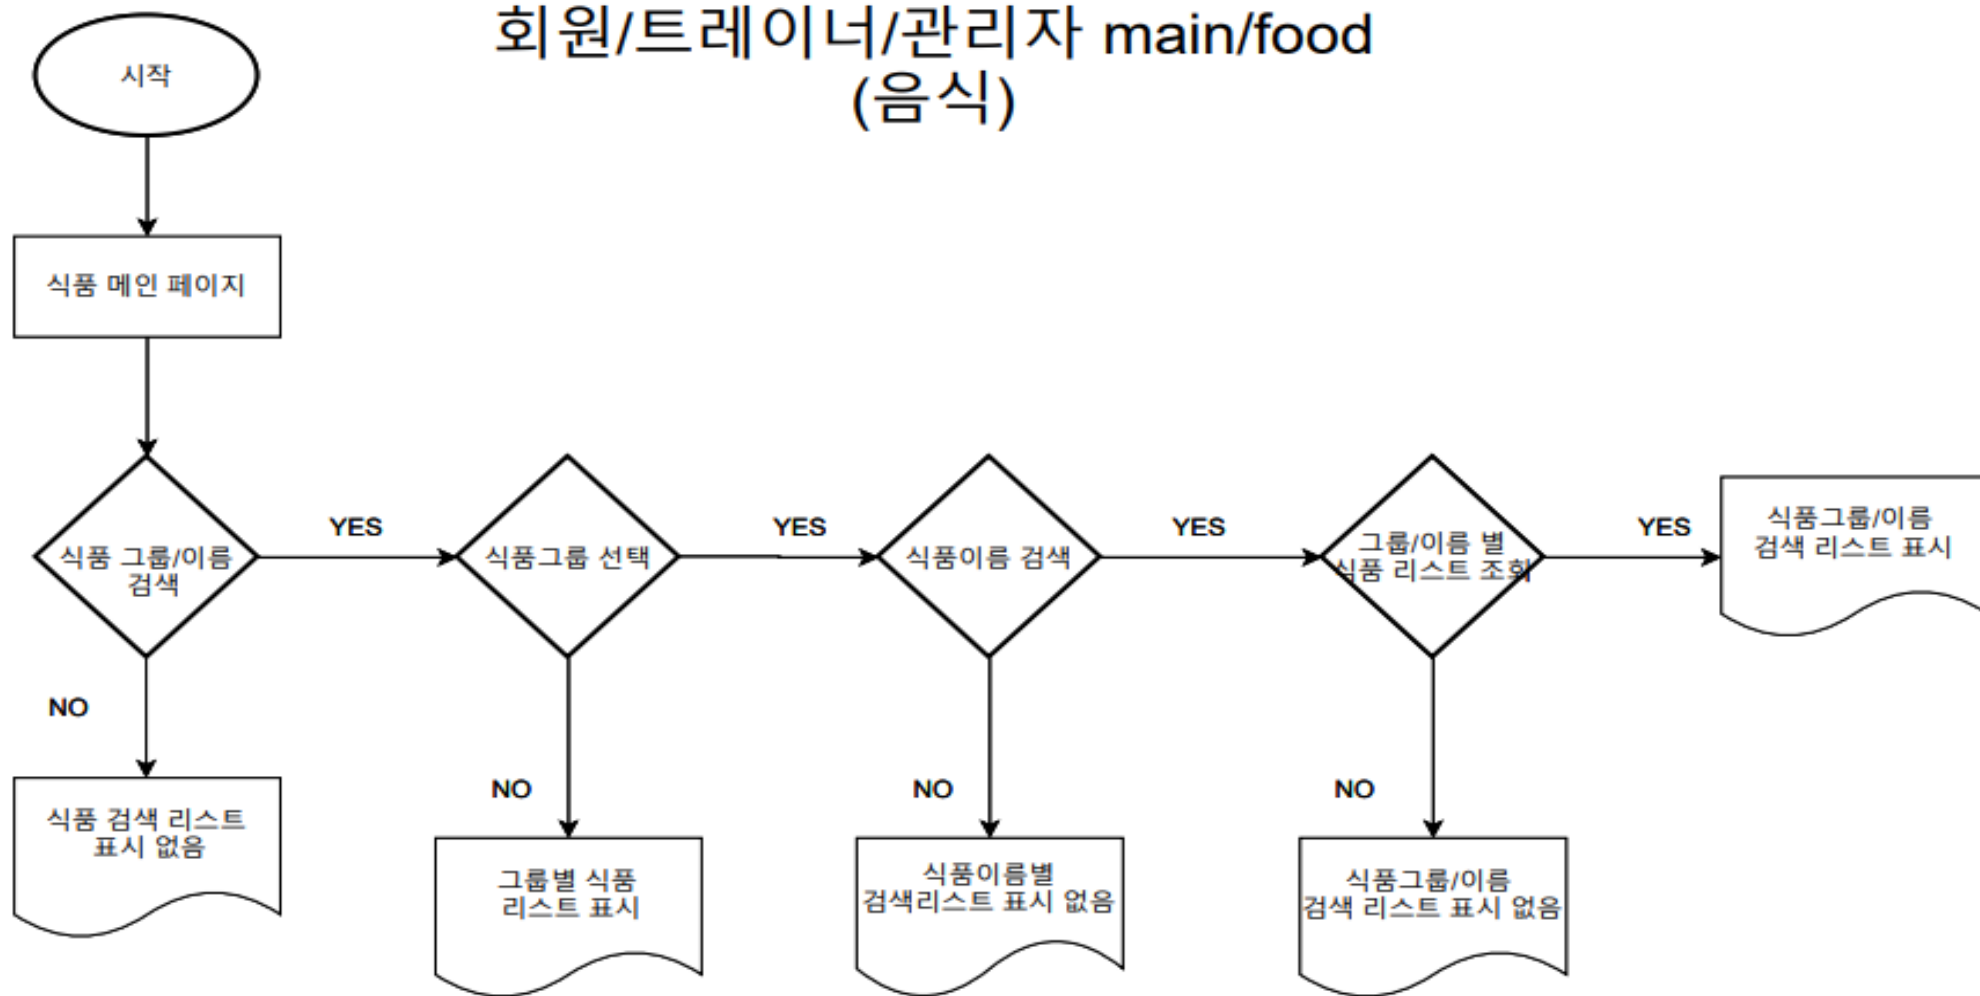 회원/트레이너/관리자 main/food
(음식)
시작
식품 메인 페이지
식품 그룹/이름
검색
YES
식품그룹 선택
YES
식품이름 검색
YES
그룹/이름 별
식품 리스트 조회
YES
식품그룹/이름
검색 리스트 표시
NO
식품 검색 리스트
표시 없음
NO
그룹별 식품
리스트 표시
NO
식품이름별
검색리스트 표시 없음
NO
식품그룹/이름
검색 리스트 표시 없음